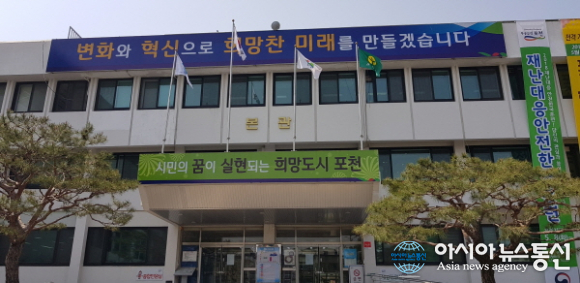 변화와 혁신으로 희망찬 미래를 만들겠습니다
본관
시민의 꿈이 실현되는 희망도시 포천
재난대응안전한
아시아뉴스통신
Asia news agency